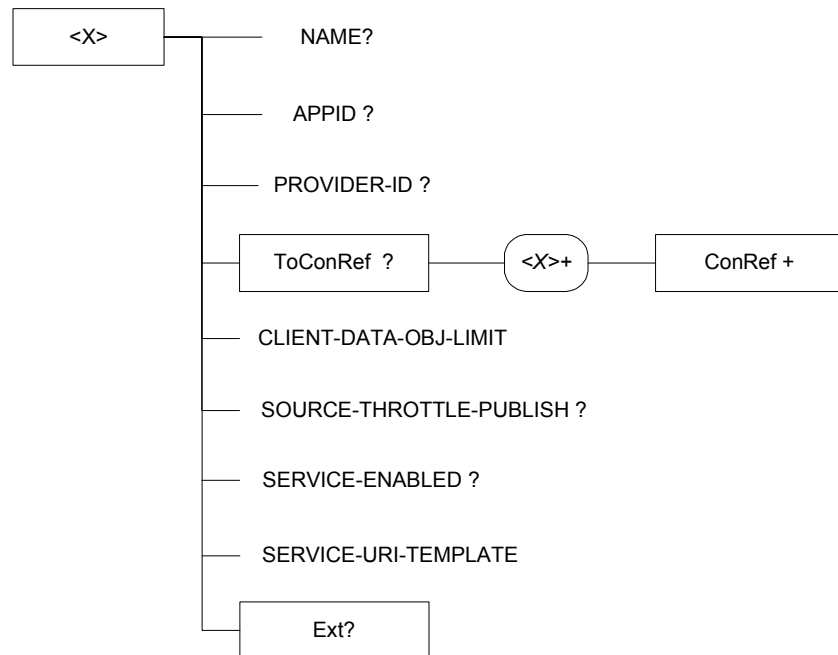 <X>
NAME?
APPID ?
PROVIDER-ID ?
ToConRef ?
<X>+
ConRef +
CLIENT-DATA-OBJ-LIMIT
SOURCE-THROTTLE-PUBLISH ?
SERVICE-ENABLED ?
SERVICE-URI-TEMPLATE
Ext?